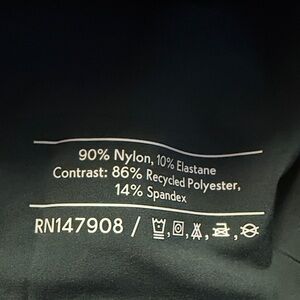 90% Nylon, 10% Elastane
Contrast: 86% Recycled Polyester,
14% Spandex
RN147908 /